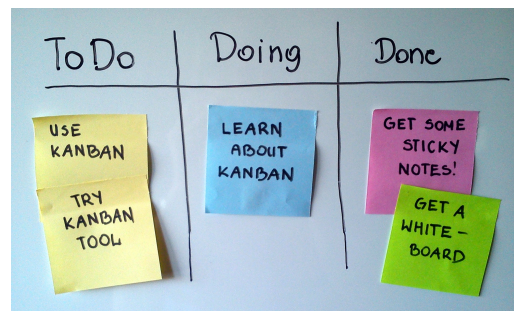 To Do
Doing
Done
USE
KANBAN
TRY
KANBAN
TOOL
LEARN
ABOUT
KANBAN
GET SOME
STICKY
NOTES!
GET A
WHITE-
BOARD